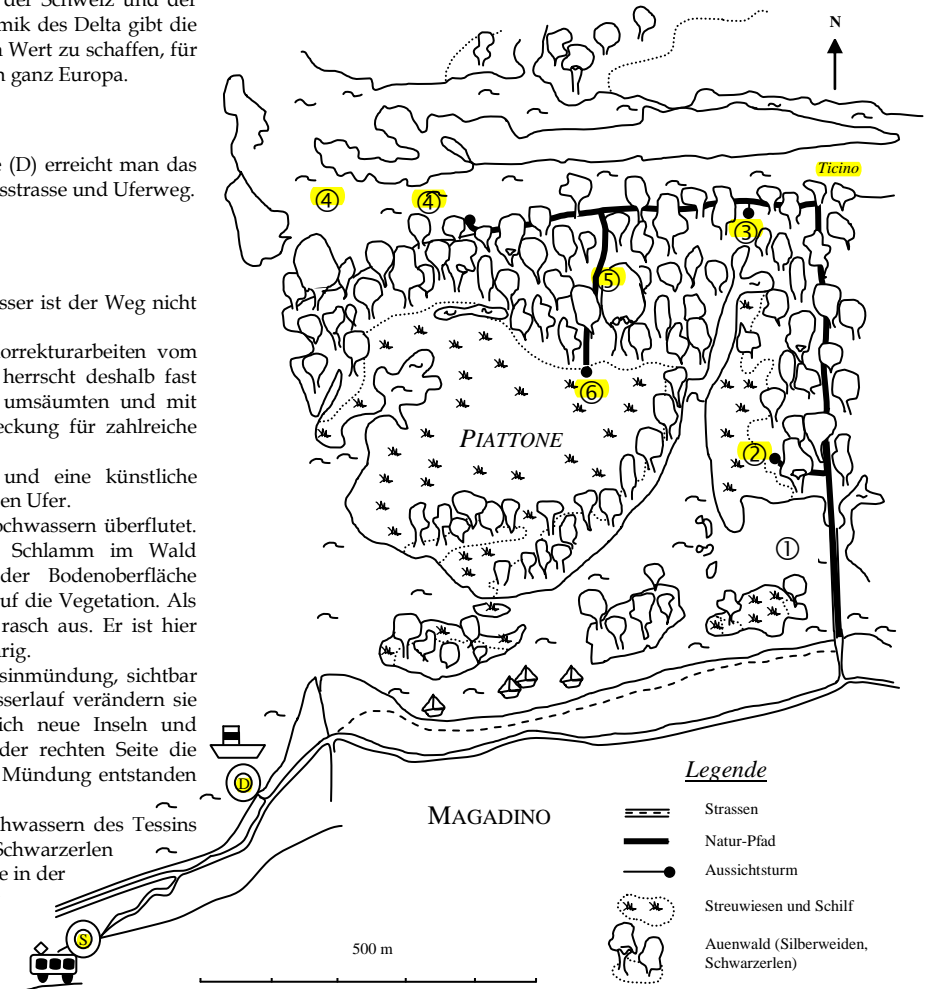 der Schweiz und der
mik des Delta gibt die
Wert zu schaffen, für
ganz Europa.
(D) erreicht man das
sstrasse und Uferweg.
sser ist der Weg nicht
orrekturarbeiten vom
herrscht deshalb fast
umsäumten und mit
eckung für zahlreiche
und eine künstliche
en Ufer.
ochwassern überflutet.
Schlamm im Wald
der Bodenoberfläche
uf die Vegetation. Als
rasch aus. Er ist hier
rig.
sinmündung, sichtbar
sserlauf verändern sie
ich neue Inseln und
der rechten Seite die
Mündung entstanden
chwassern des Tessins
Schwarzerlen
e in der
N
Ticino
④ ④
③
⑤
⑥
PIATTONE
②
①
D
MAGADINO
S
500 m
Legende
Strassen
Natur-Pfad
Aussichtsturm
Streuwiesen und Schilf
Auenwald (Silberweiden,
Schwarzerlen)